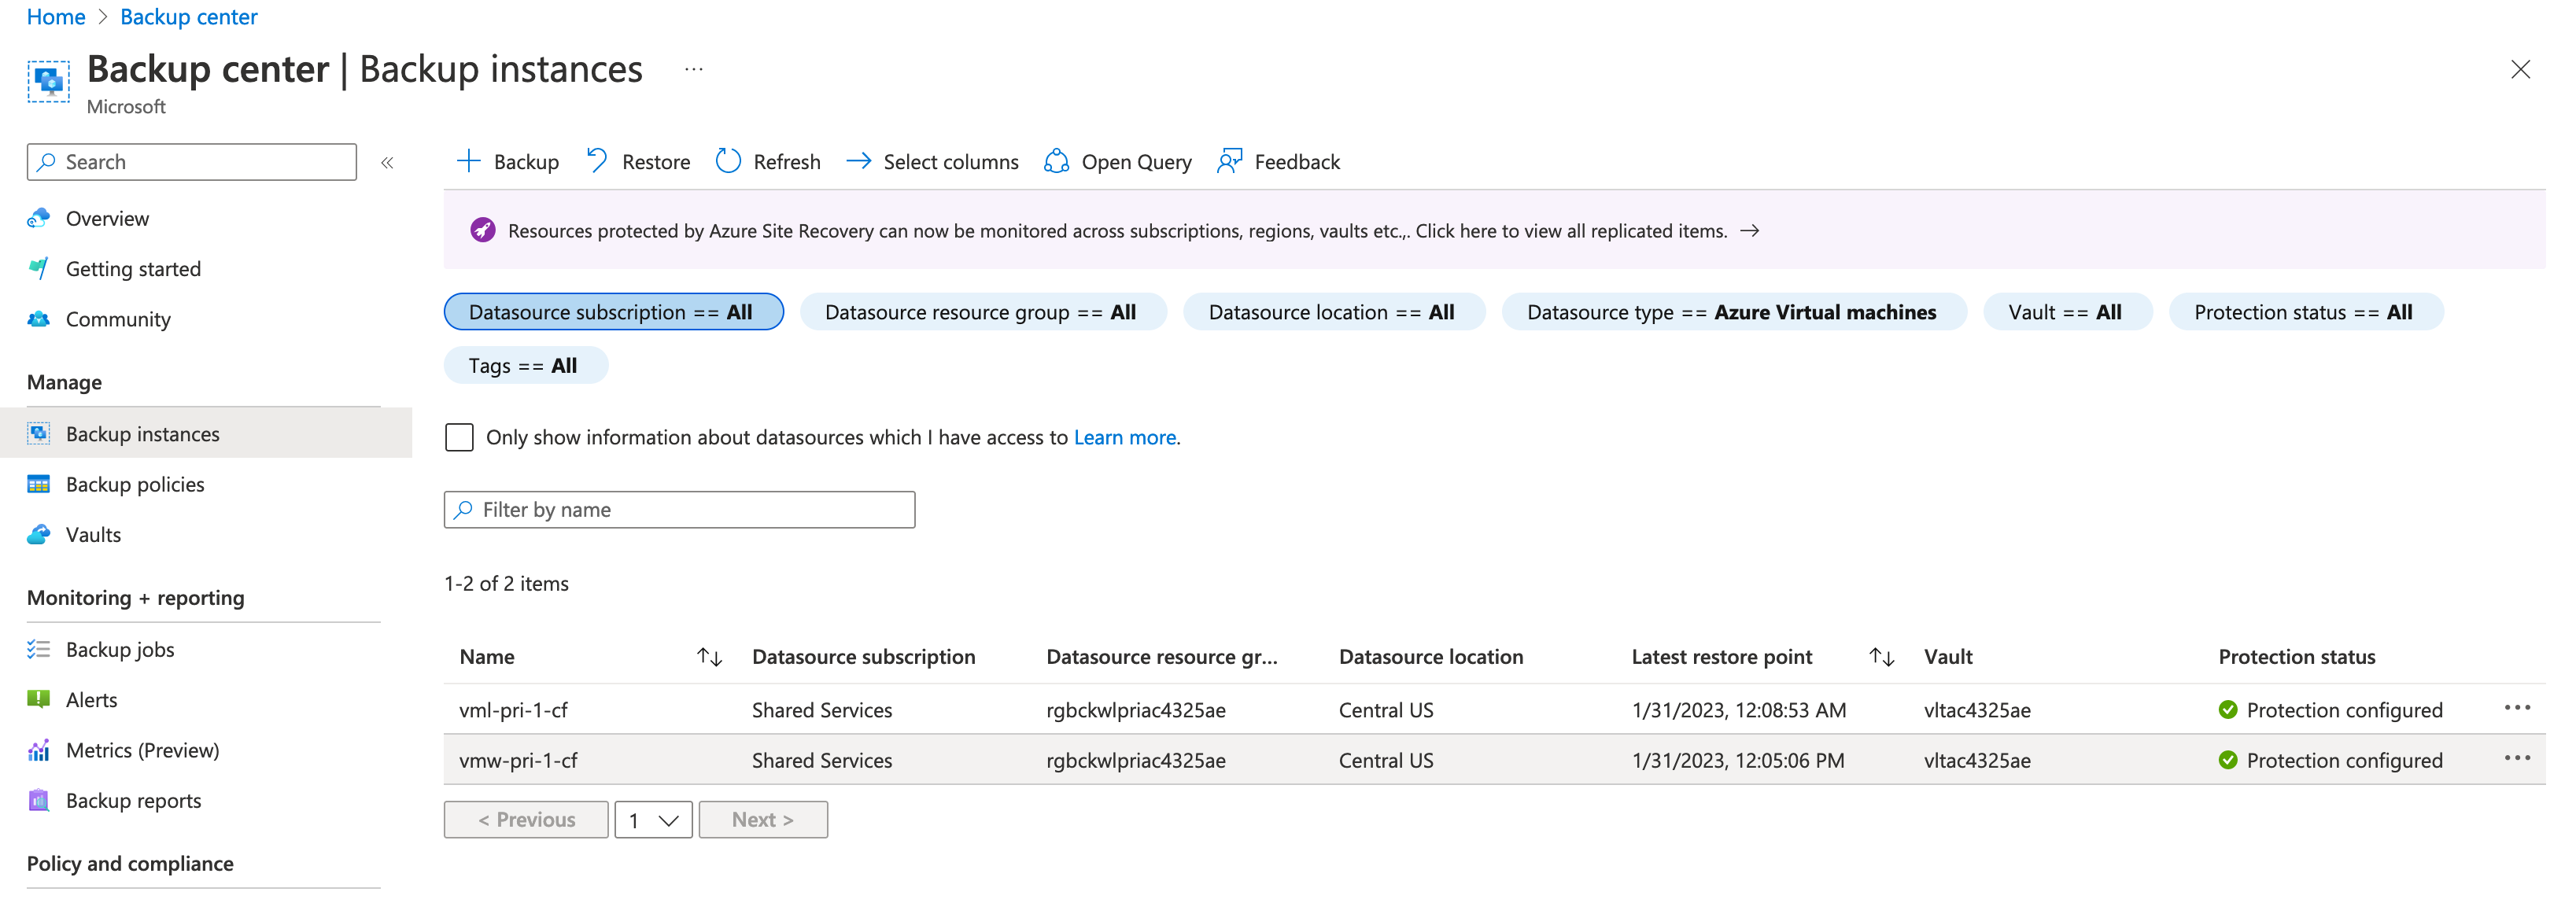 Home > Backup center
Backup center | Backup instances ...
Microsoft
Search «
Overview
Getting started
Community
Manage
Backup instances
Backup policies
Vaults
Monitoring + reporting
Backup jobs
Alerts
Metrics (Preview)
Backup reports
Policy and compliance
Backup Restore Refresh Select columns Open Query Feedback
Resources protected by Azure Site Recovery can now be monitored across subscriptions, regions, vaults etc.,. Click here to view all replicated items. →
Datasource subscription == All Datasource resource group == All Datasource location == All Datasource type == Azure Virtual machines Vault == All Protection status == All
Tags == All
Only show information about datasources which I have access to Learn more.
Filter by name
1-2 of 2 items
Name ↑↓ Datasource subscription Datasource resource gr... Datasource location Latest restore point ↑↓ Vault Protection status
vml-pri-1-cf Shared Services rgbckwlpriac4325ae Central US 1/31/2023, 12:08:53 AM vltac4325ae Protection configured ...
vmw-pri-1-cf Shared Services rgbckwlpriac4325ae Central US 1/31/2023, 12:05:06 PM vltac4325ae Protection configured ...
< Previous 1 Next >